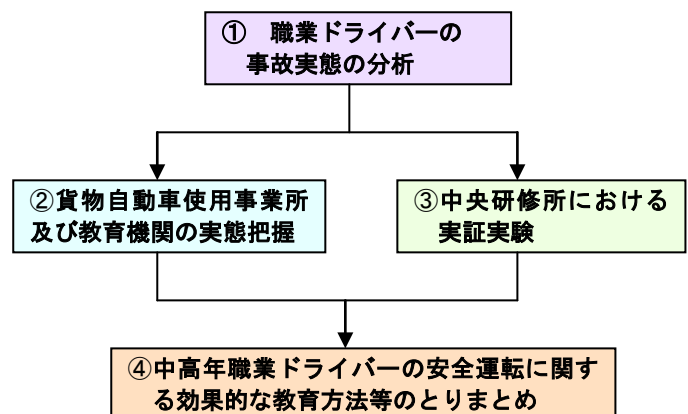 ① 職業ドライバーの
事故実態の分析
②貨物自動車使用事業所
及び教育機関の実態把握
③中央研修所における
実証実験
④中高年職業ドライバーの安全運転に関す
る効果的な教育方法等のとりまとめ